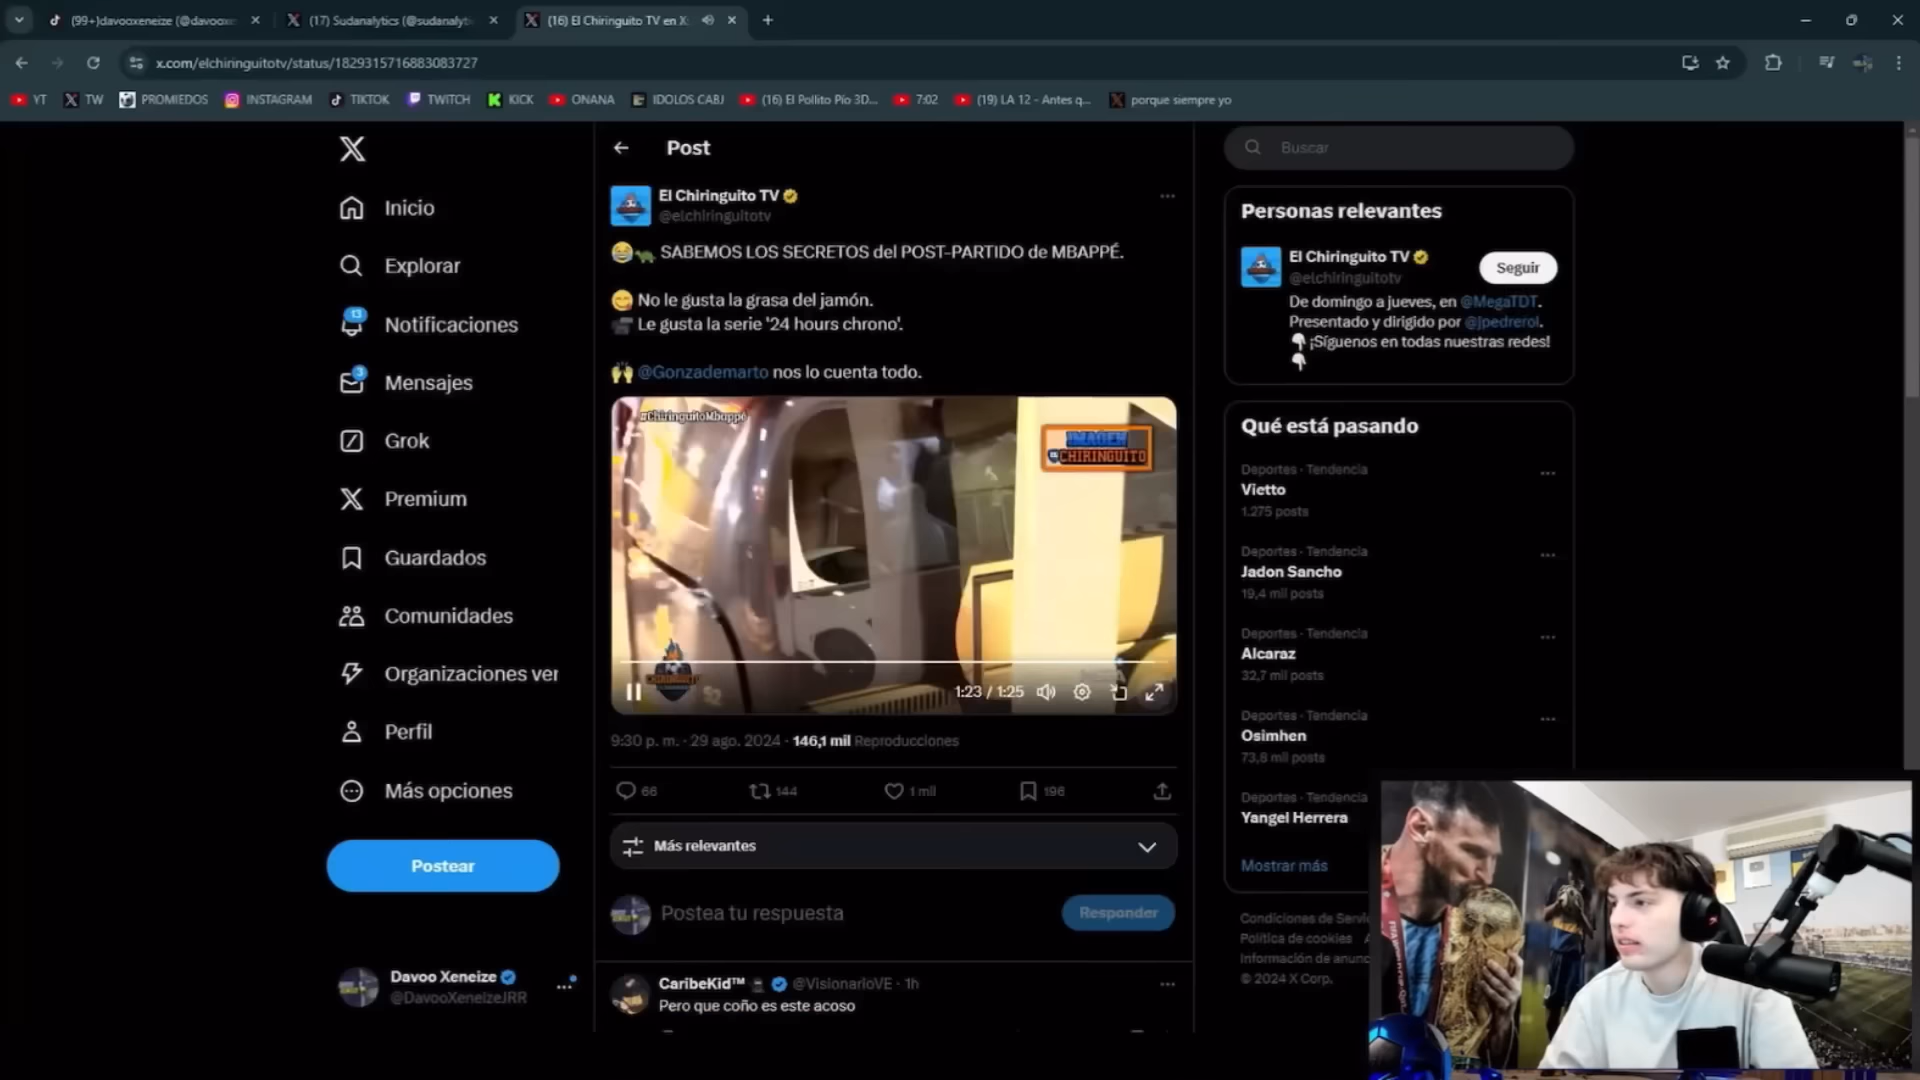 (99+)davooxeneize (@davooxe
(17) Sudanalytics (@sudanalyti
(16) El Chiringuito TV en X:
x.com/elchiringuitotv/status/1829315716883083727
YT
TW
PROMIEDOS
INSTAGRAM
TIKTOK
TWITCH
KICK
ONANA
IDOLOS CABJ
(16) El Pollito Pío 3D...
7:02
(19) LA 12 - Antes q...
porque siempre yo
Inicio
Explorar
13
Notificaciones
3
Mensajes
Grok
Premium
Guardados
Comunidades
Organizaciones ver
Perfil
Más opciones
Postear
Davoo Xeneize
@DavooXeneizeJRR
Post
El Chiringuito TV
@elchiringuitotv
😂🐢 SABEMOS LOS SECRETOS del POST-PARTIDO de MBAPPÉ.
😋 No le gusta la grasa del jamón.
Le gusta la serie '24 hours chrono'.
🙌 @Gonzademarto nos lo cuenta todo.
#ChiringuitoMbappé
IMAGEN
EL CHIRINGUITO
CHIRINGUITO
1:23 / 1:25
9:30 p. m. · 29 ago. 2024 · 146,1 mil Reproducciones
66
144
1 mil
196
Más relevantes
Postea tu respuesta
Responder
CaribeKid™ @VisionarioVE · 1h
Pero que coño es este acoso
Buscar
Personas relevantes
El Chiringuito TV
@elchiringuitotv
Seguir
De domingo a jueves, en @MegaTDT.
Presentado y dirigido por @jpedrerol.
👇¡Síguenos en todas nuestras redes!
👇
Qué está pasando
Deportes · Tendencia
Vietto
1.275 posts
Deportes · Tendencia
Jadon Sancho
19,4 mil posts
Deportes · Tendencia
Alcaraz
32,7 mil posts
Deportes · Tendencia
Osimhen
73,8 mil posts
Deportes · Tendencia
Yangel Herrera
Mostrar más
Condiciones de Servic
Política de cookies
Información de anunc
© 2024 X Corp.